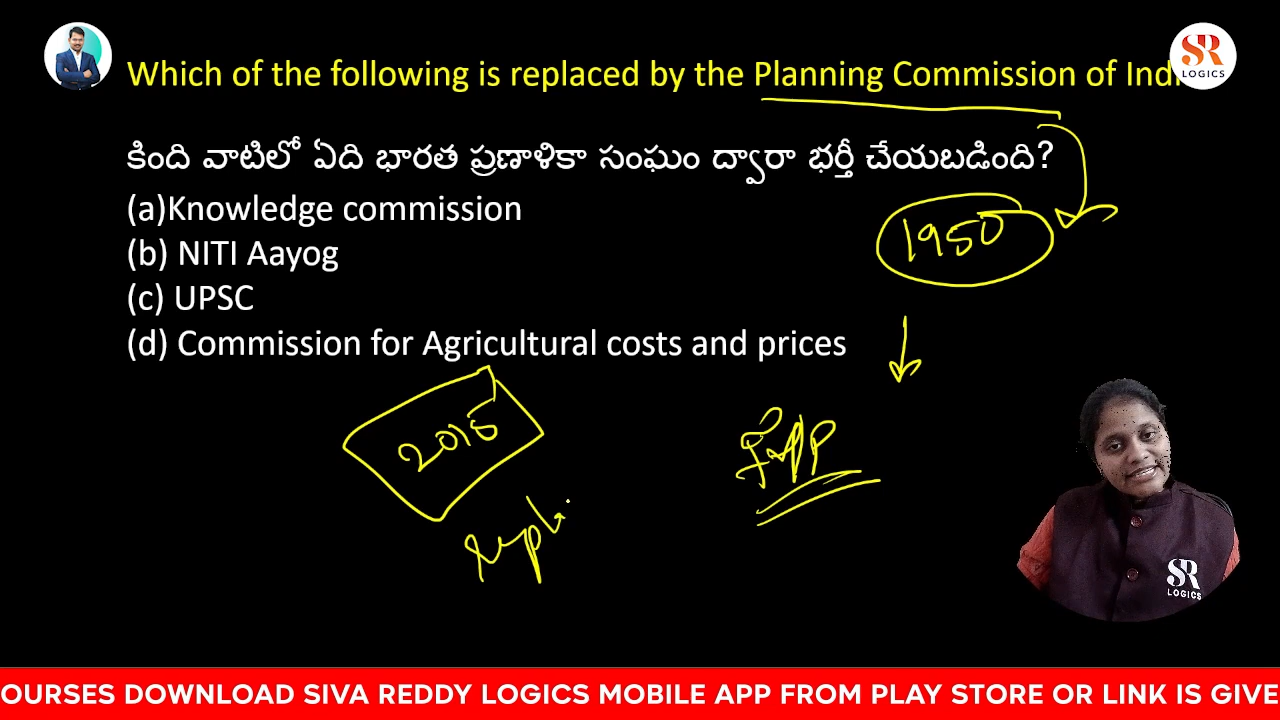 SR
LOGICS
Which of the following is replaced by the Planning Commission of Indi
కింది వాటిలో ఏది భారత ప్రణాళికా సంఘం ద్వారా భర్తీ చేయబడింది?
(a)Knowledge commission
(b) NITI Aayog
(c) UPSC
(d) Commission for Agricultural costs and prices
1950
2015
SR
LOGICS
OURSES DOWNLOAD SIVA REDDY LOGICS MOBILE APP FROM PLAY STORE OR LINK IS GIVE